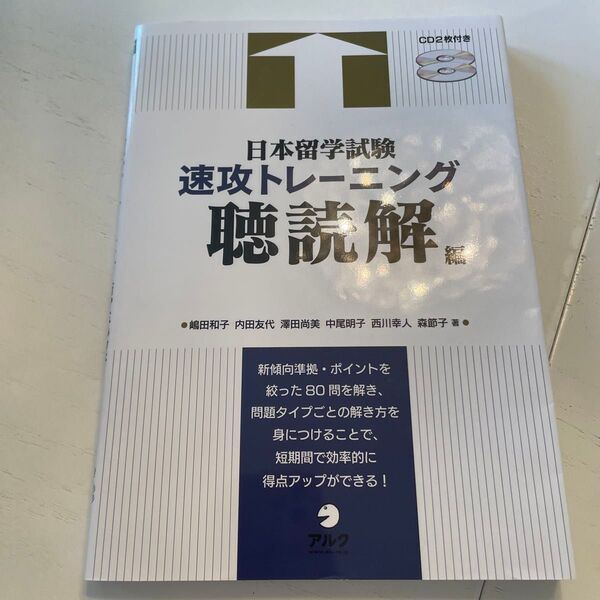 CD2枚付き
日本留学試験
速攻トレーニング
聴読解 編
嶋田和子 内田友代 澤田尚美 中尾明子 西川幸人 森節子 著
新傾向準拠・ポイントを
絞った80問を解き、
問題タイプごとの解き方を
身につけることで、
短期間で効率的に
得点アップができる!
アルク